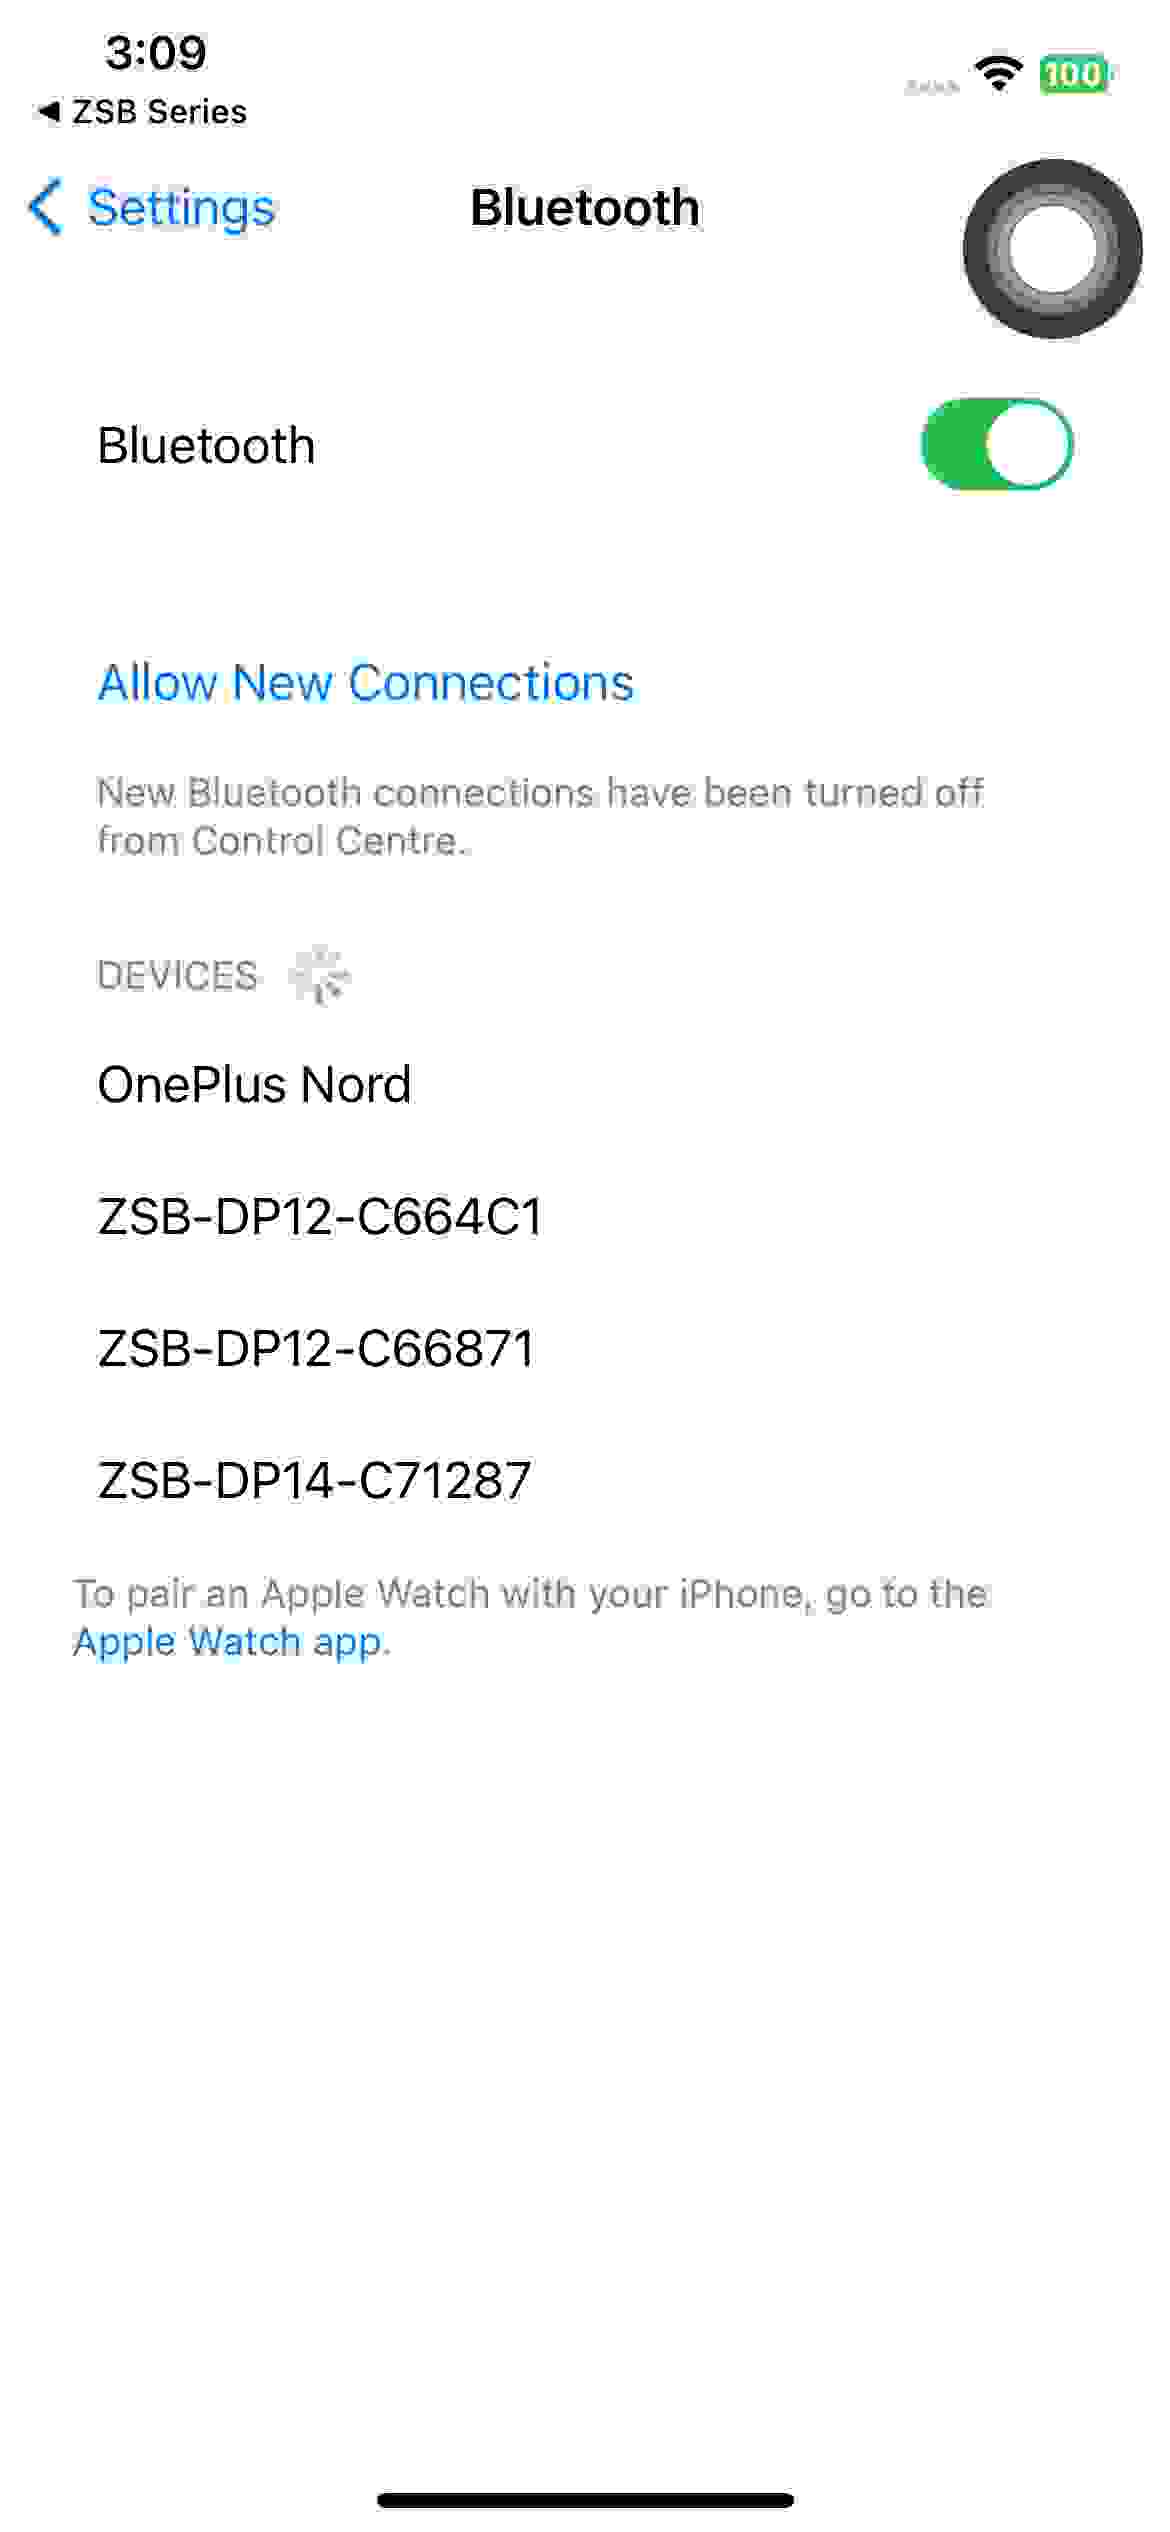 3:09
100
◀ ZSB Series
Settings
Bluetooth
Bluetooth
Allow New Connections
New Bluetooth connections have been turned off
from Control Centre.
DEVICES
OnePlus Nord
ZSB-DP12-C664C1
ZSB-DP12-C66871
ZSB-DP14-C71287
To pair an Apple Watch with your iPhone, go to the
Apple Watch app.